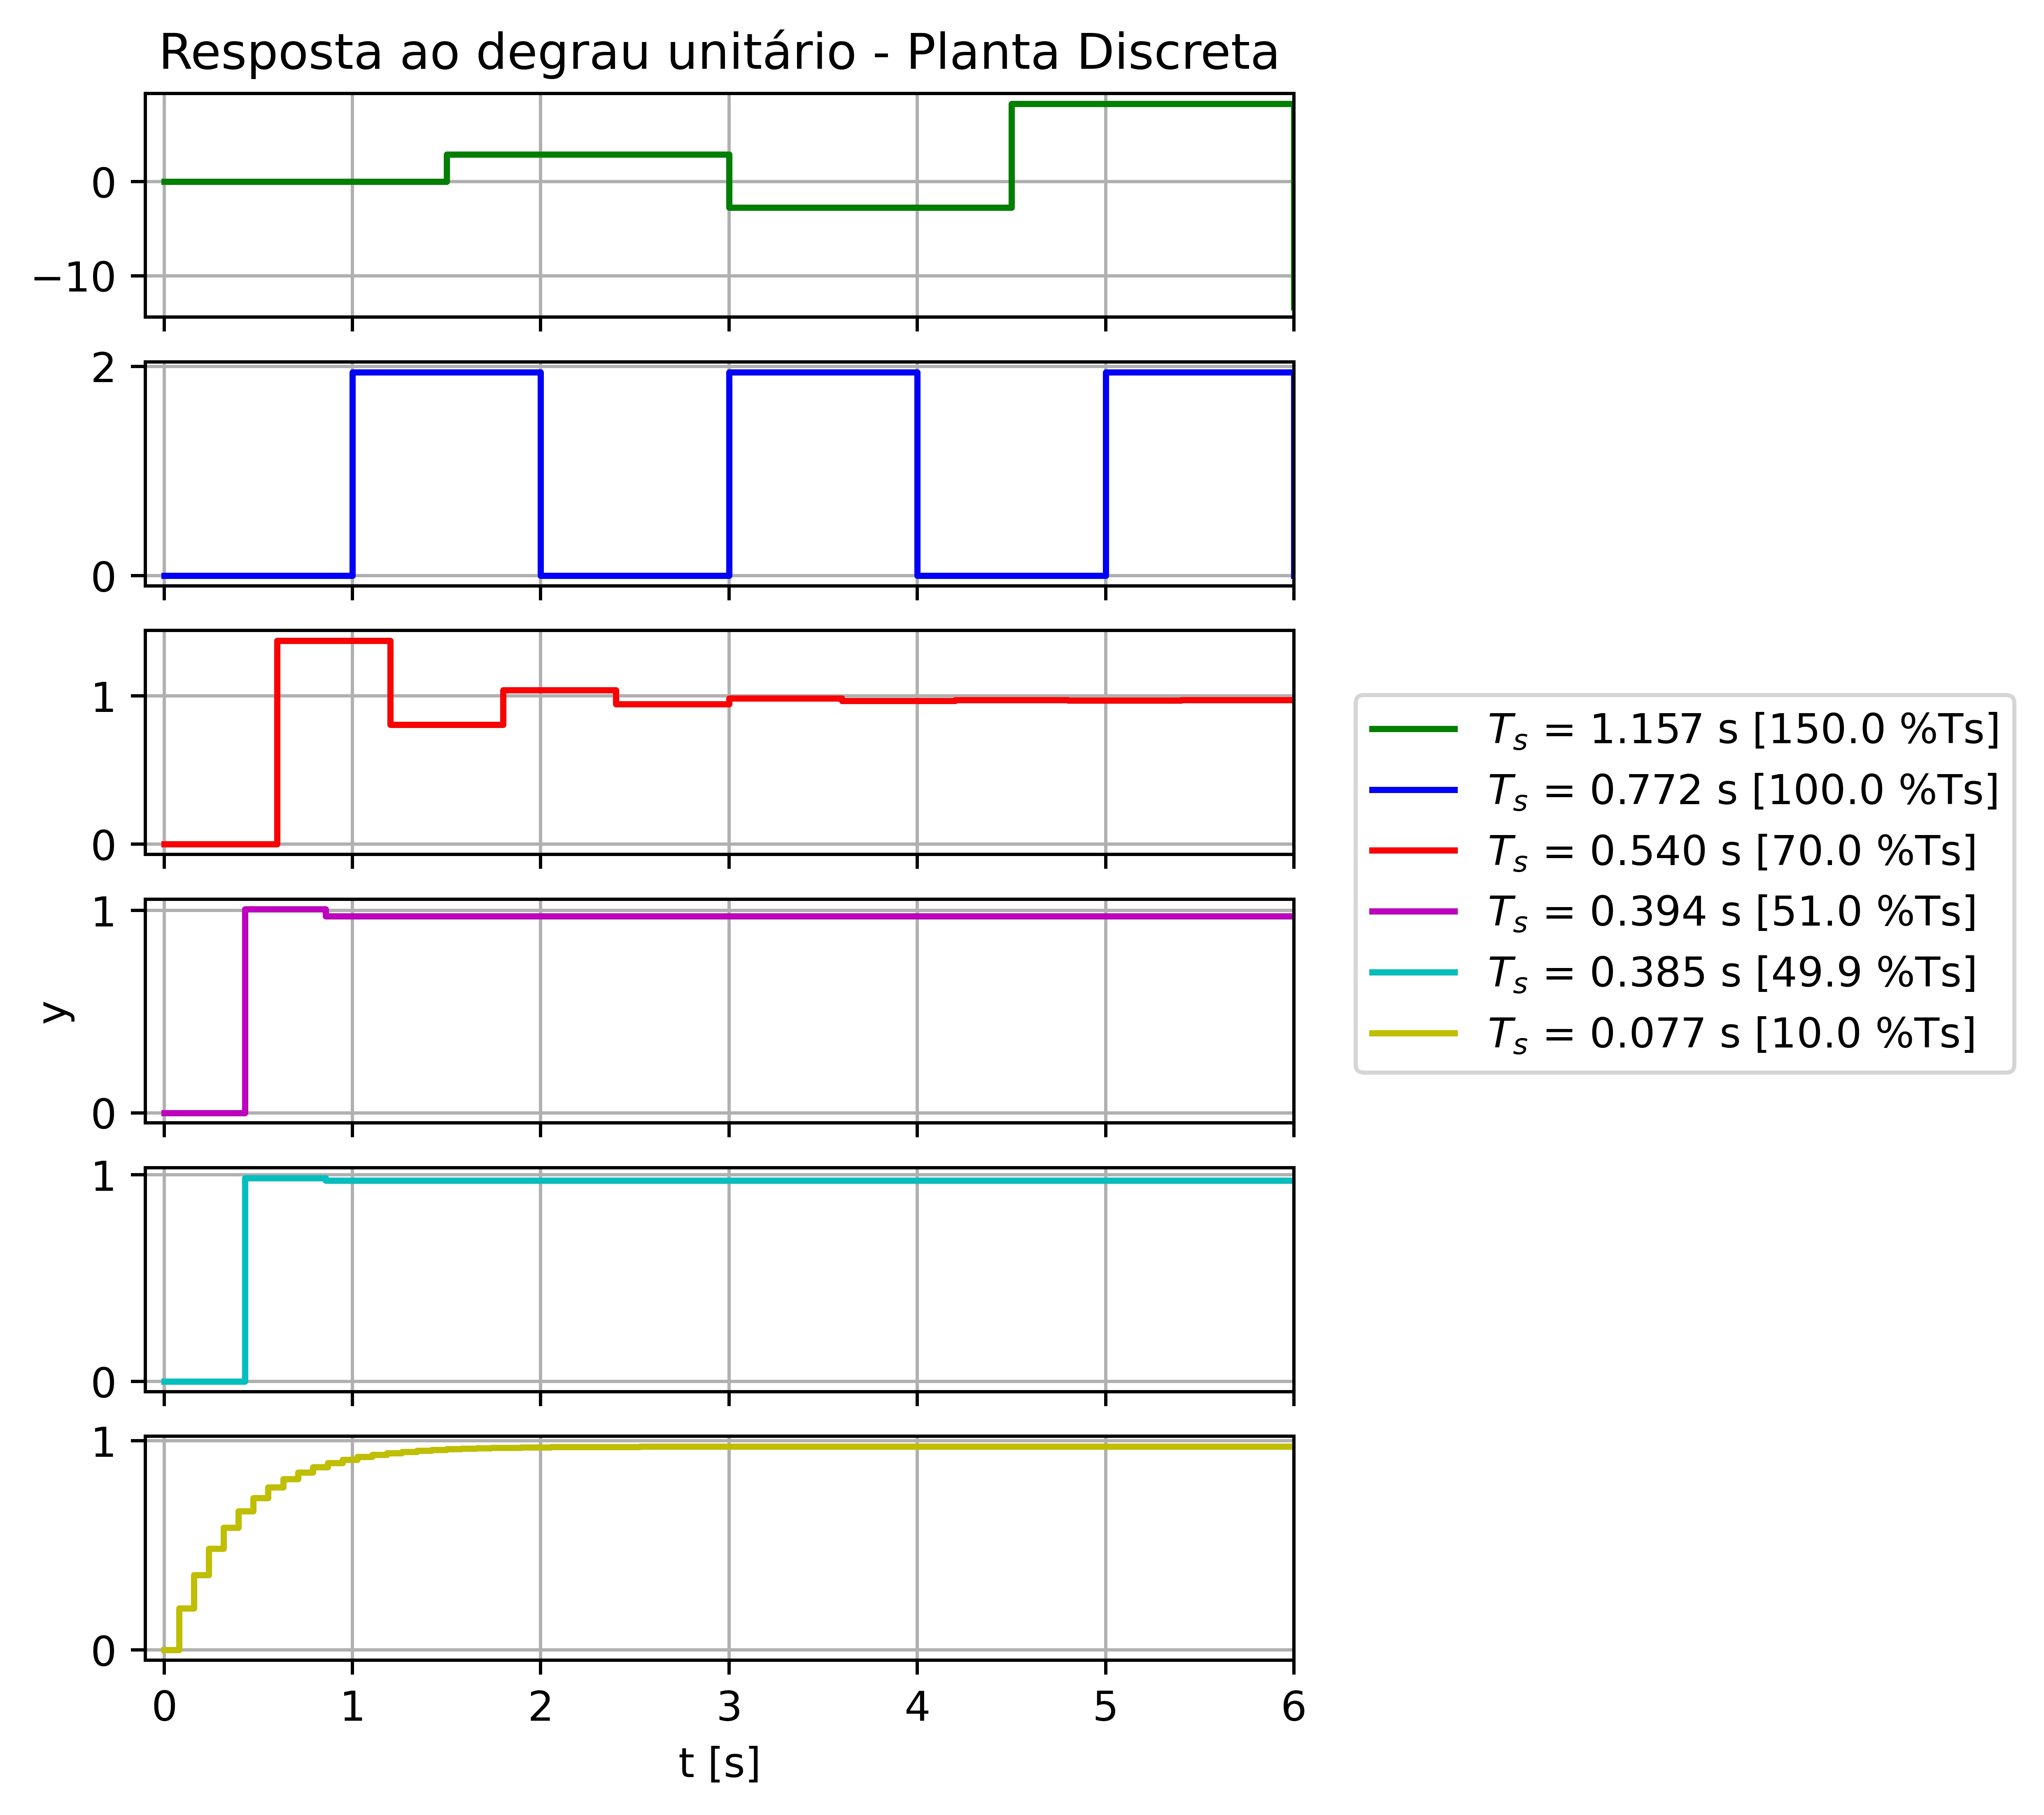 Resposta ao degrau unitário - Planta Discreta
0
−10
2
0
1
0
1
0
1
0
1
0
y
0 1 2 3 4 5 6
t [s]
T_s = 1.157 s [150.0 %Ts]
T_s = 0.772 s [100.0 %Ts]
T_s = 0.540 s [70.0 %Ts]
T_s = 0.394 s [51.0 %Ts]
T_s = 0.385 s [49.9 %Ts]
T_s = 0.077 s [10.0 %Ts]